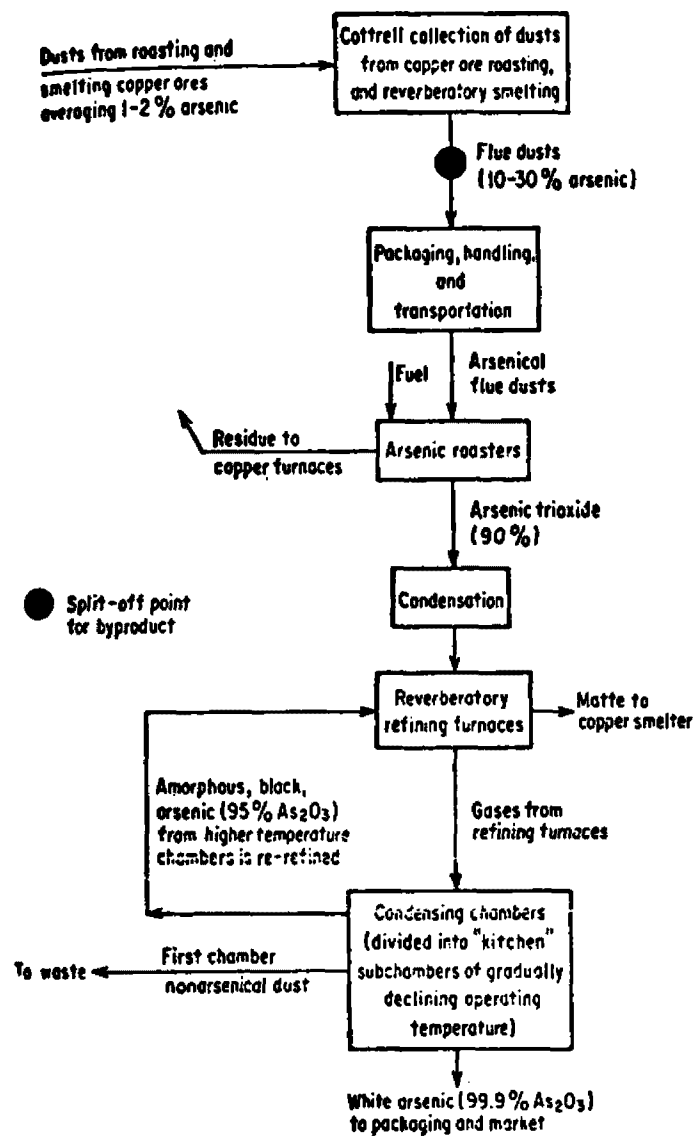 Dusts from roasting and
smelting copper ores
averaging 1-2% arsenic
Cottrell collection of dusts
from copper ore roasting,
and reverberatory smelting
Flue dusts
(10-30% arsenic)
Packaging, handling,
and
transportation
Fuel
Arsenical
flue dusts
Residue to
copper furnaces
Arsenic roasters
Arsenic trioxide
(90%)
Condensation
Split-off point
for byproduct
Reverberatory
refining furnaces
Matte to
copper smelter
Amorphous, black,
arsenic (95% As₂O₃)
from higher temperature
chambers is re-refined
Gases from
refining furnaces
Condensing chambers
(divided into "kitchen"
subchambers of gradually
declining operating
temperature)
To waste
First chamber
nonarsenical dust
White arsenic (99.9% As₂O₃)
to packaging and market